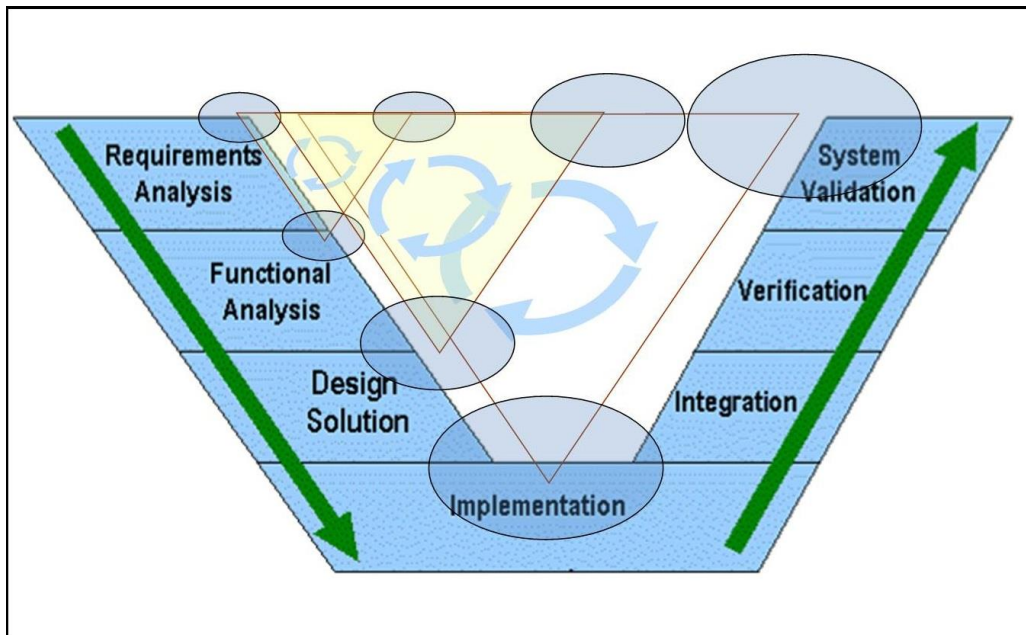 Requirements
Analysis
Functional
Analysis
Design
Solution
Implementation
Integration
Verification
System
Validation